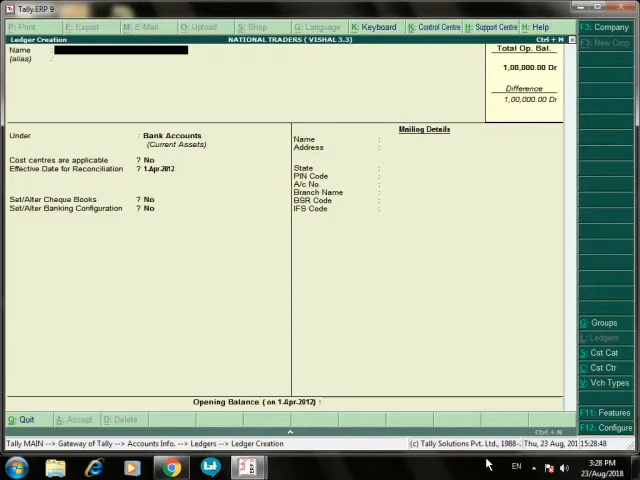 Tally.ERP 9
P: Print E: Export M: E-Mail O: Upload S: Shop G: Language K: Keyboard K: Control Centre H: Support Centre H: Help F3: Company
Ledger Creation NATIONAL TRADERS ( VISHAL 3.3) Ctrl + M F3: New Cmp
Name :
(alias) :
Total Op. Bal.
1,00,000.00 Dr
Difference
1,00,000.00 Dr
Under : Bank Accounts
(Current Assets)
Cost centres are applicable ? No
Effective Date for Reconciliation ? 1-Apr-2012
Set/Alter Cheque Books ? No
Set/Alter Banking Configuration ? No
Mailing Details
Name :
Address :
State :
PIN Code :
A/c No. :
Branch Name :
BSR Code :
IFS Code :
G: Groups
L: Ledgers
S: Cst Cat
C: Cst Ctr
V: Vch Types
F11: Features
F12: Configure
Opening Balance ( on 1-Apr-2012) :
Q: Quit A: Accept D: Delete
Ctrl + N
Tally MAIN --> Gateway of Tally --> Accounts Info. --> Ledgers --> Ledger Creation (c) Tally Solutions Pvt. Ltd., 1988-.. Thu, 23 Aug, 201 15:28:48
EN 3:28 PM
23/Aug/2018